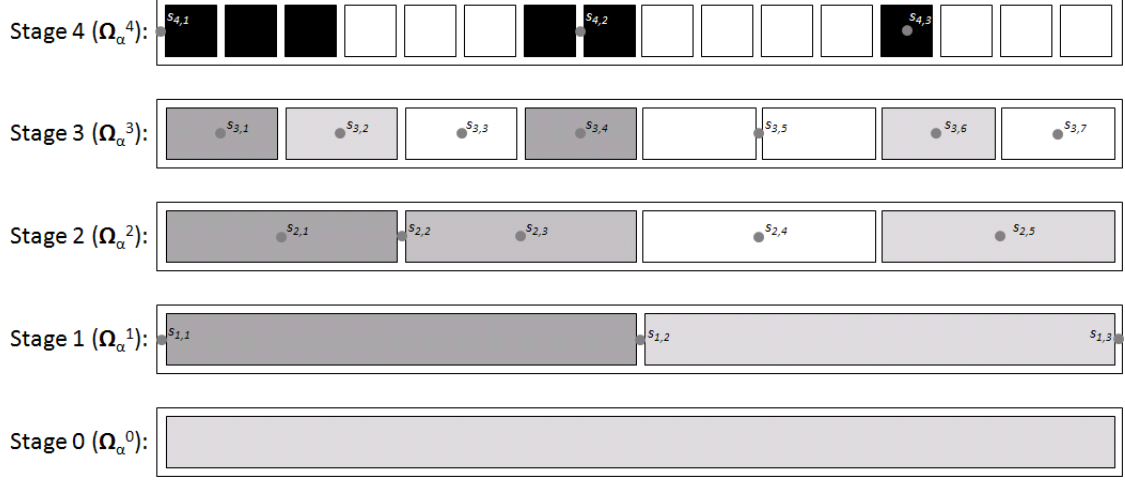 Stage 4 (Ωα4): s4,1 s4,2 s4,3
Stage 3 (Ωα3): s3,1 s3,2 s3,3 s3,4 s3,5 s3,6 s3,7
Stage 2 (Ωα2): s2,1 s2,2 s2,3 s2,4 s2,5
Stage 1 (Ωα1): s1,1 s1,2 s1,3
Stage 0 (Ωα0):